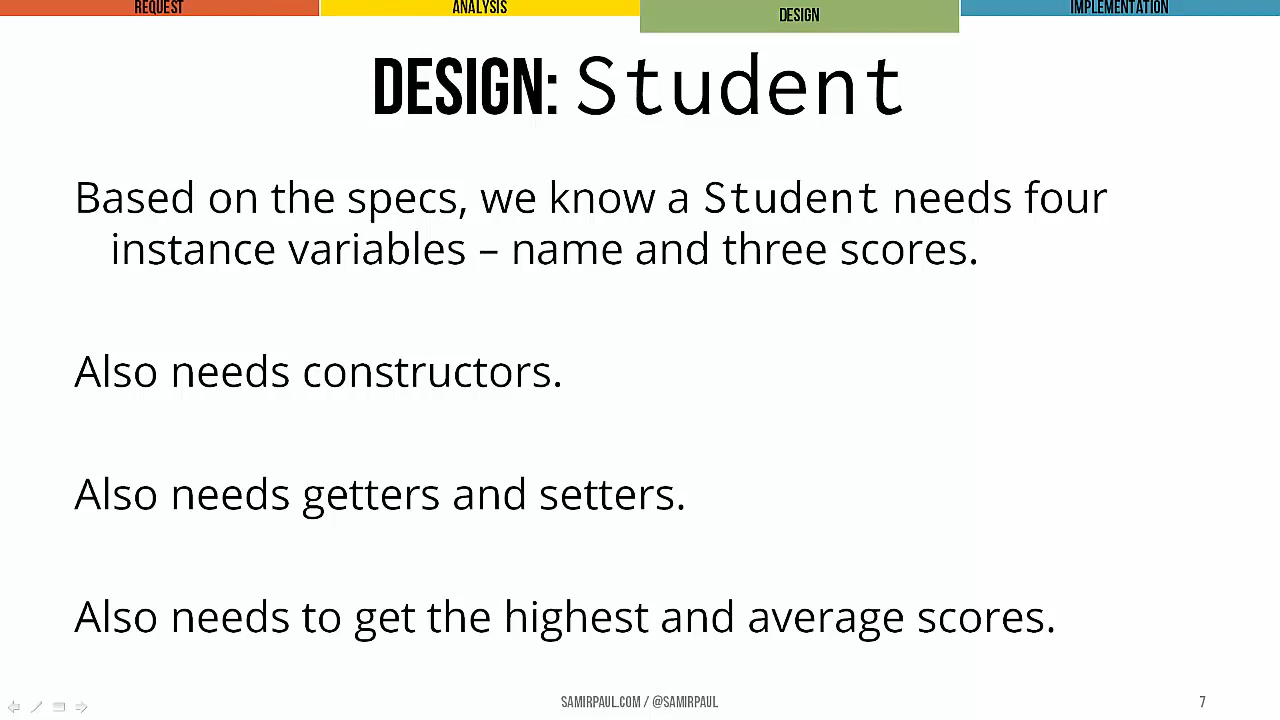 REQUEST
ANALYSIS
DESIGN
IMPLEMENTATION
DESIGN: Student
Based on the specs, we know a Student needs four
instance variables – name and three scores.
Also needs constructors.
Also needs getters and setters.
Also needs to get the highest and average scores.
SAMIRPAUL.COM / @SAMIRPAUL
7